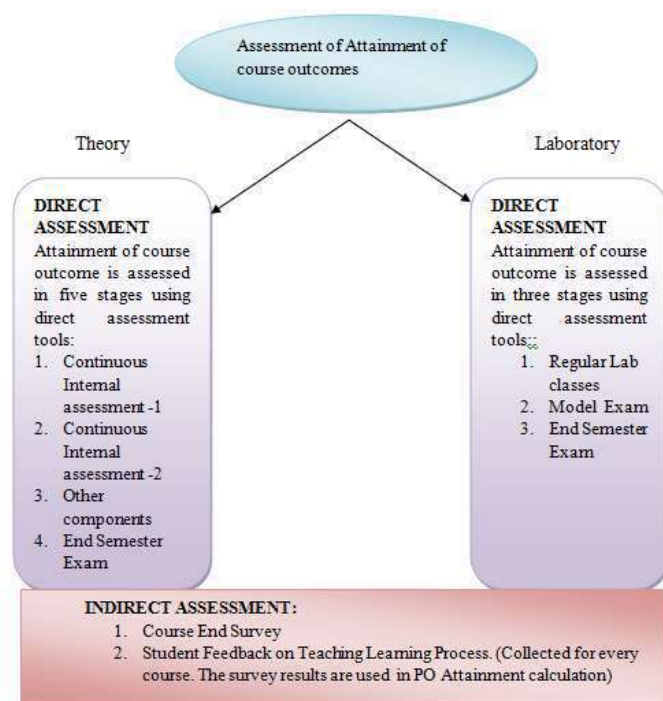 Assessment of Attainment of
course outcomes
Theory
Laboratory
DIRECT
ASSESSMENT
Attainment of course
outcome is assessed
in five stages using
direct assessment
tools:
1. Continuous
Internal
assessment -1
2. Continuous
Internal
assessment -2
3. Other
components
4. End Semester
Exam
DIRECT
ASSESSMENT
Attainment of course
outcome is assessed
in three stages using
direct assessment
tools;;
1. Regular Lab
classes
2. Model Exam
3. End Semester
Exam
INDIRECT ASSESSMENT:
1. Course End Survey
2. Student Feedback on Teaching Learning Process. (Collected for every
course. The survey results are used in PO Attainment calculation)